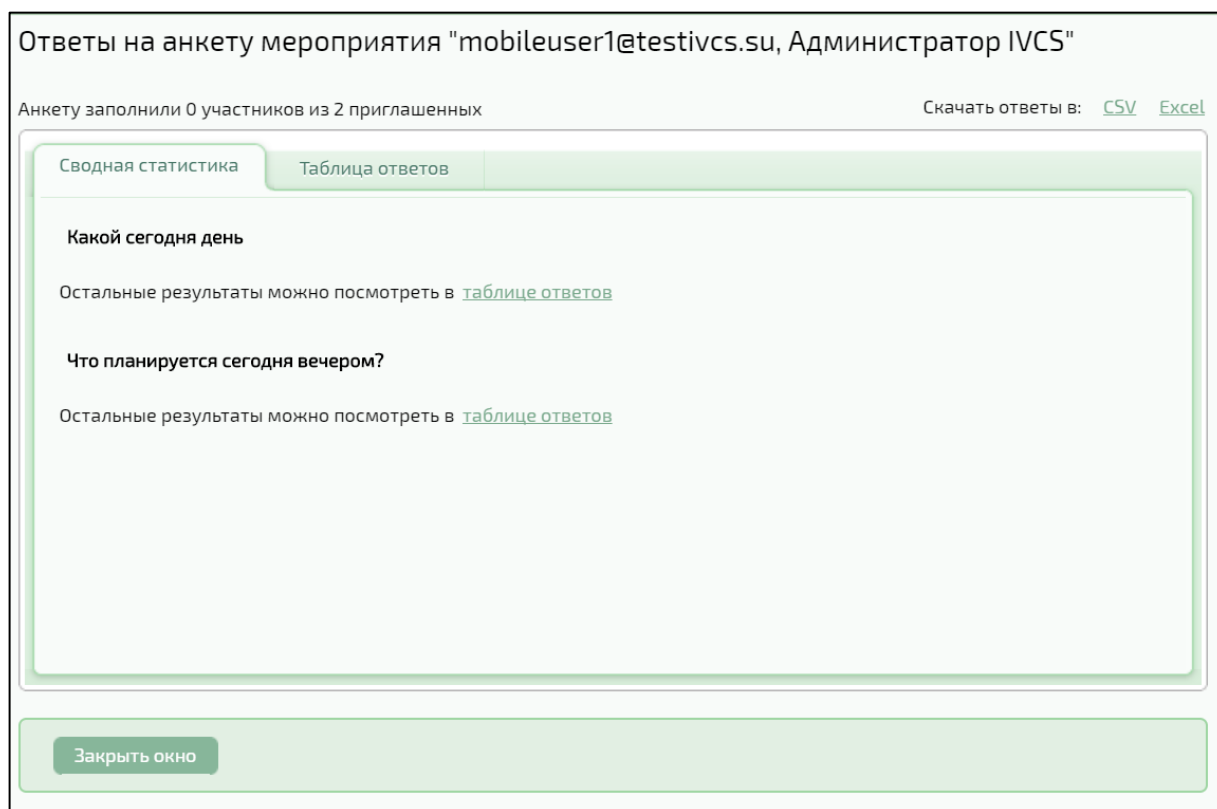 Ответы на анкету мероприятия "mobileuser1@testivcs.su, Администратор IVCS"
Анкету заполнили 0 участников из 2 приглашенных
Скачать ответы в: CSV Excel
Сводная статистика
Таблица ответов
Какой сегодня день
Остальные результаты можно посмотреть в таблице ответов
Что планируется сегодня вечером?
Остальные результаты можно посмотреть в таблице ответов
Закрыть окно